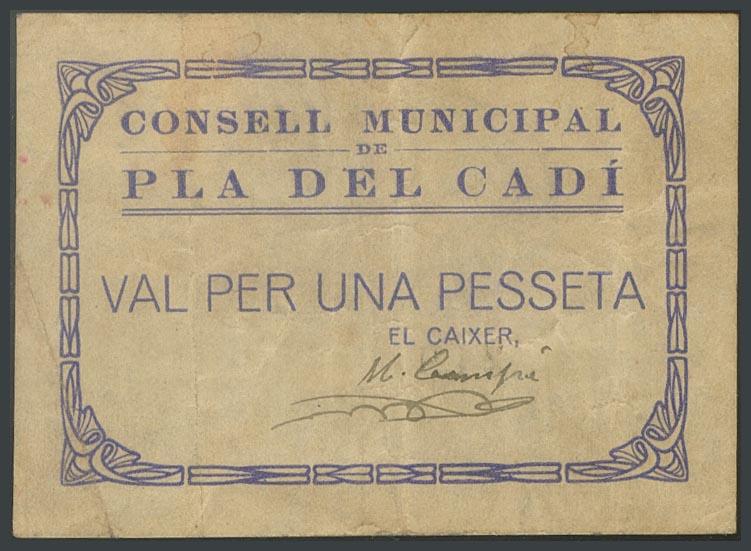 CONSELL MUNICIPAL
DE
PLA DEL CADÍ
VAL PER UNA PESSETA
EL CAIXER,
M.